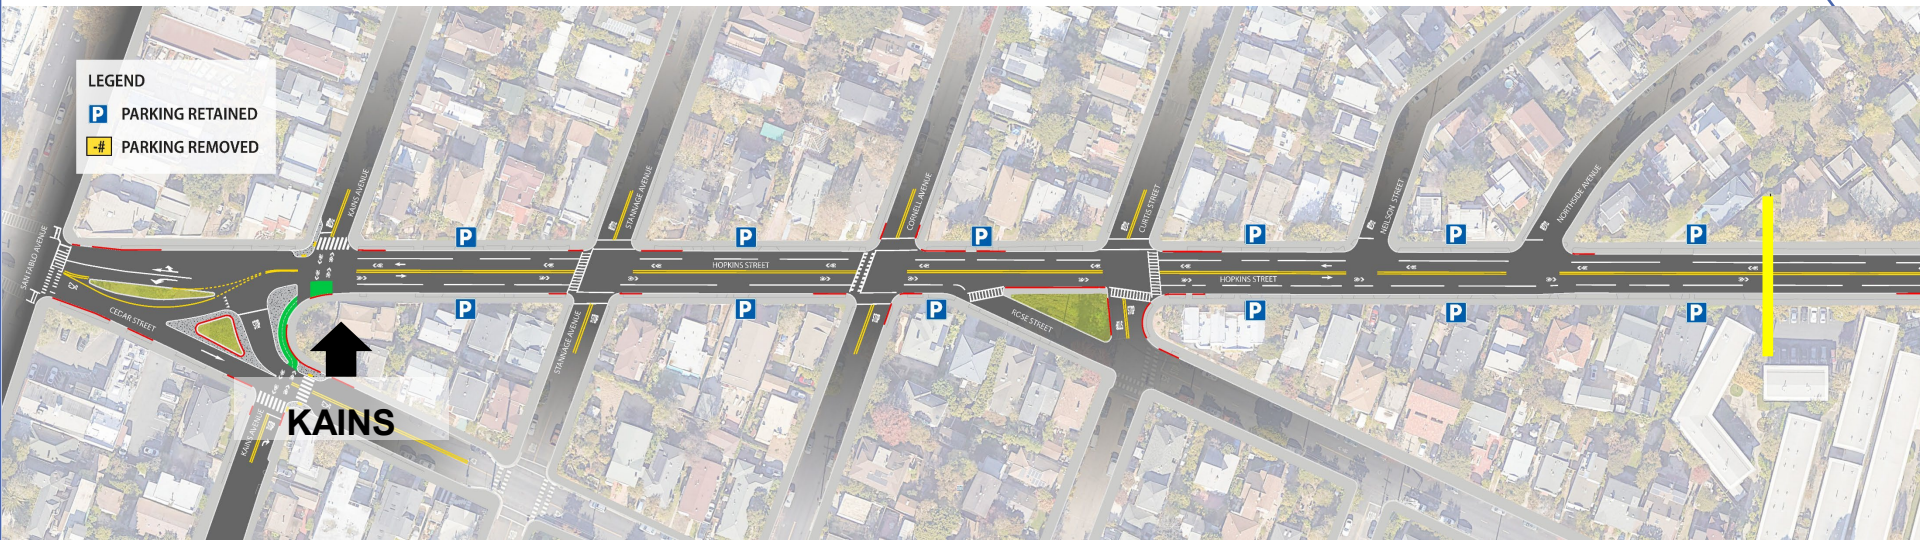 LEGEND
P PARKING RETAINED
-# PARKING REMOVED
SAN PABLO AVENUE
KAINS AVENUE
STANNAGE AVENUE
CORNELL AVENUE
CURTIS STREET
NEILSON STREET
NORTHSIDE AVENUE
P
P
P
P
P
P
HOPKINS STREET
HOPKINS STREET
P
P
P
P
P
P
CEDAR STREET
ROSE STREET
STANNAGE AVENUE
KAINS AVENUE
KAINS